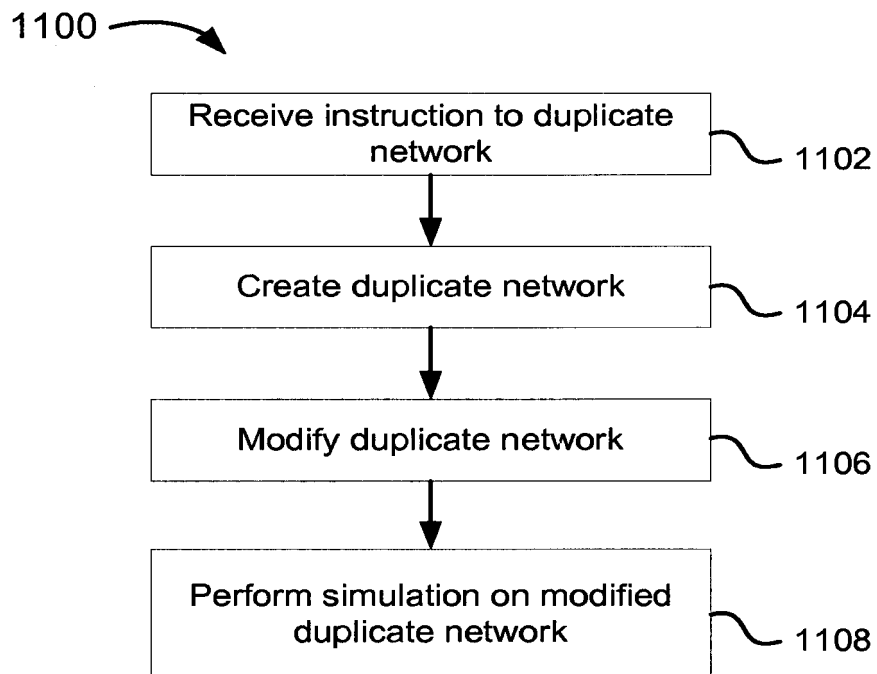 1100
Receive instruction to duplicate
network
1102
Create duplicate network
1104
Modify duplicate network
1106
Perform simulation on modified
duplicate network
1108